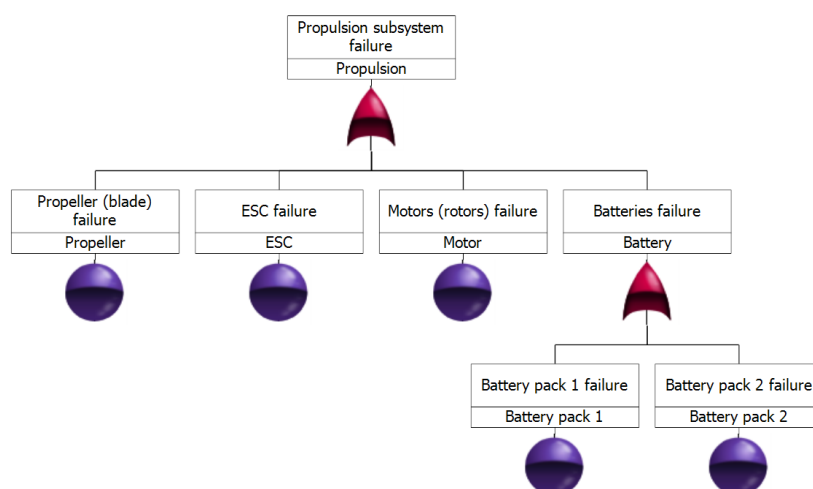 Propulsion subsystem
failure
Propulsion
Propeller (blade)
failure
Propeller
ESC failure
ESC
Motors (rotors) failure
Motor
Batteries failure
Battery
Battery pack 1 failure
Battery pack 1
Battery pack 2 failure
Battery pack 2